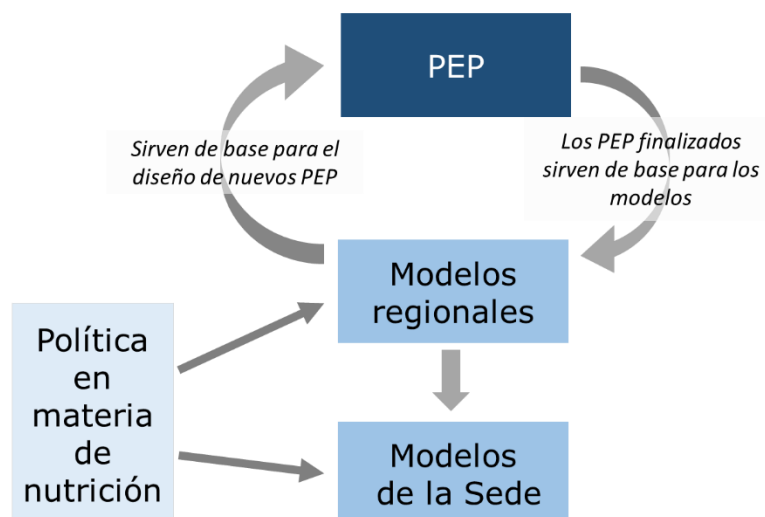 PEP
Sirven de base para el
diseño de nuevos PEP
Los PEP finalizados
sirven de base para los
modelos
Modelos
regionales
Política
en
materia
de
nutrición
Modelos
de la Sede